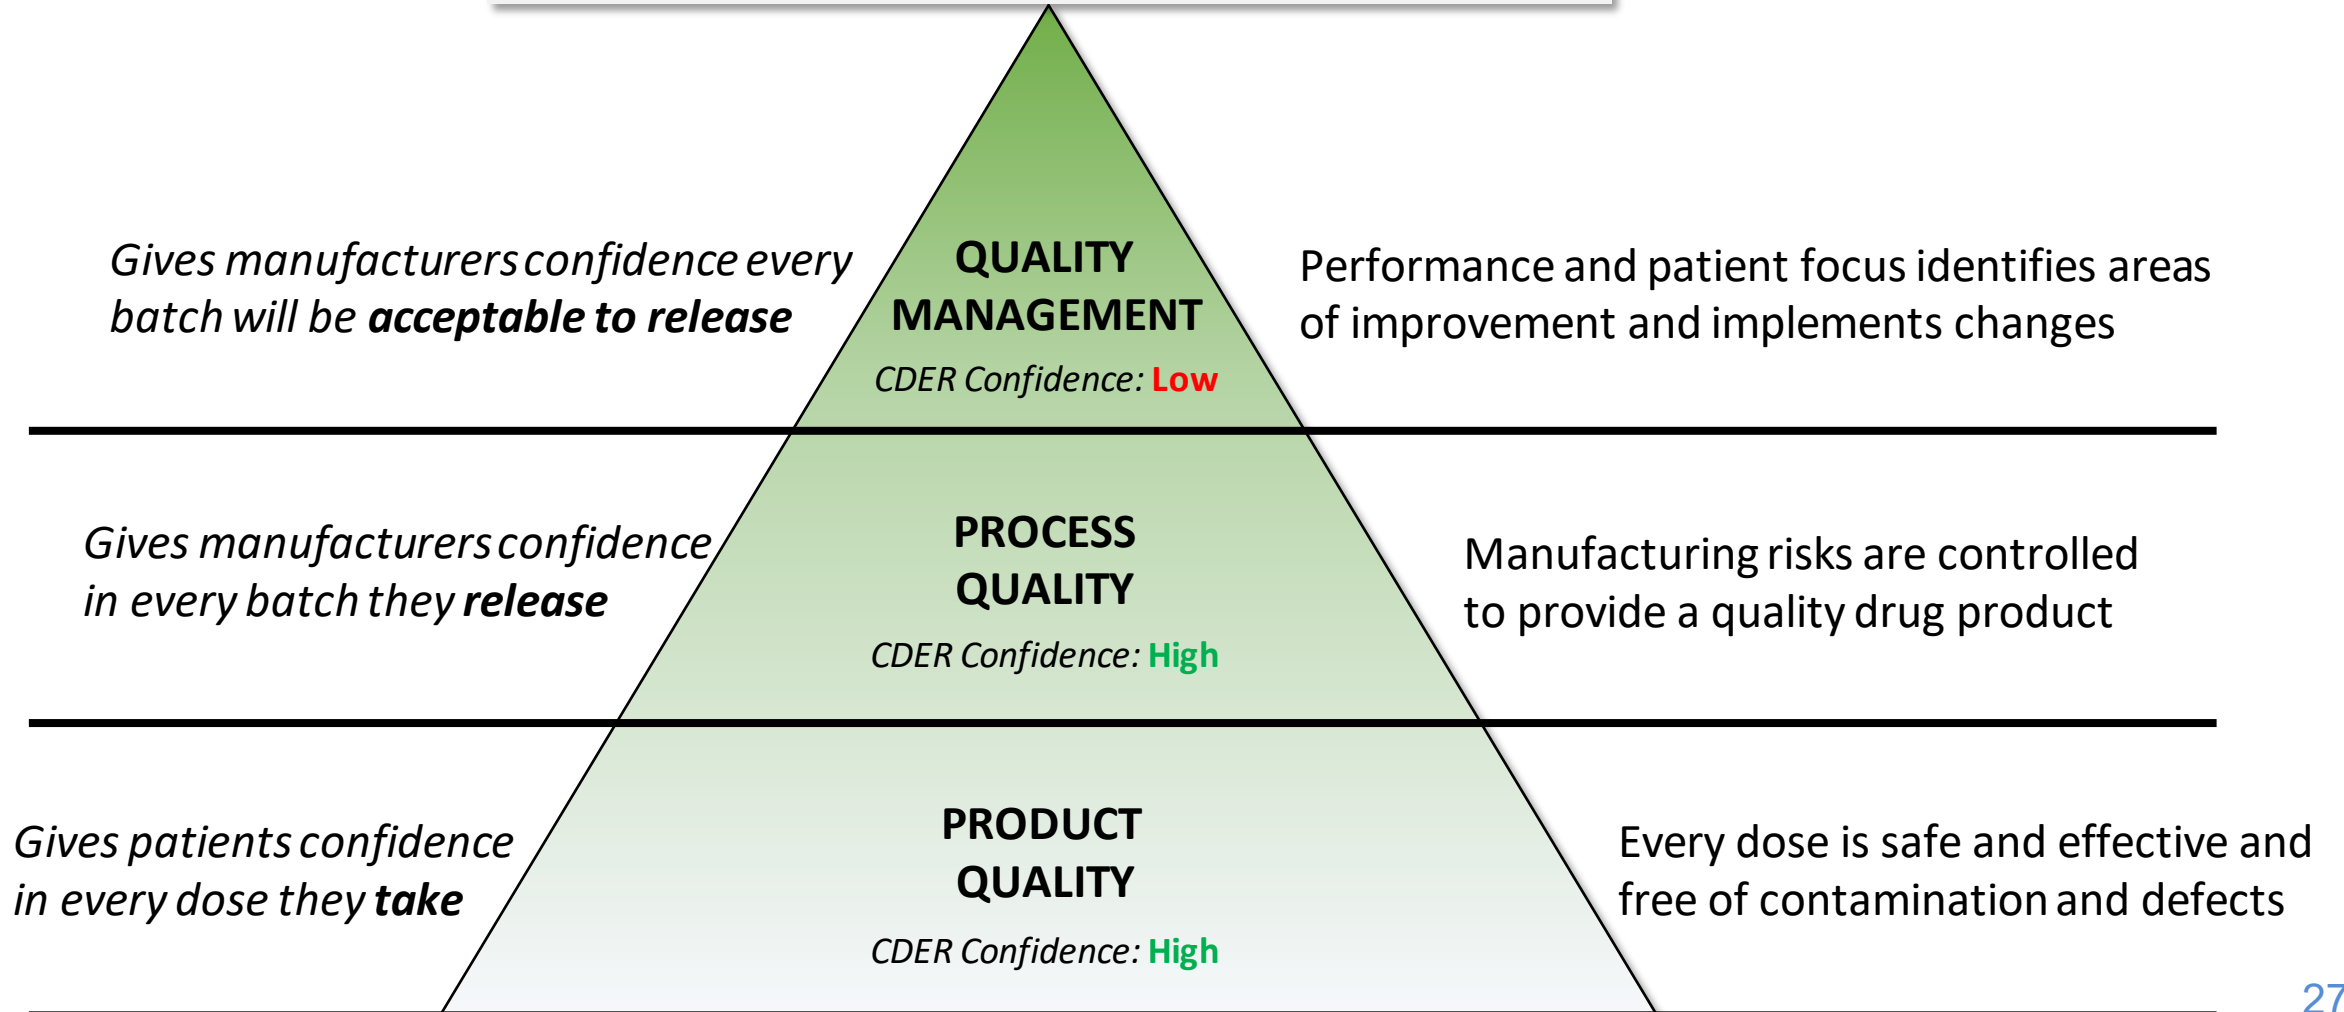 Gives manufacturers confidence every
batch will be acceptable to release
QUALITY
MANAGEMENT
CDER Confidence: Low
Performance and patient focus identifies areas
of improvement and implements changes
Gives manufacturers confidence
in every batch they release
PROCESS
QUALITY
CDER Confidence: High
Manufacturing risks are controlled
to provide a quality drug product
Gives patients confidence
in every dose they take
PRODUCT
QUALITY
CDER Confidence: High
Every dose is safe and effective and
free of contamination and defects
27